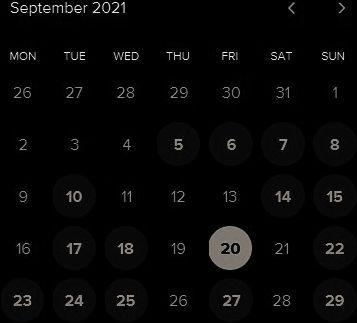 September 2021
MON TUE WED THU FRI SAT SUN
26 27 28 29 30 31 1
2 3 4 5 6 7 8
9 10 11 12 13 14 15
16 17 18 19 20 21 22
23 24 25 26 27 28 29